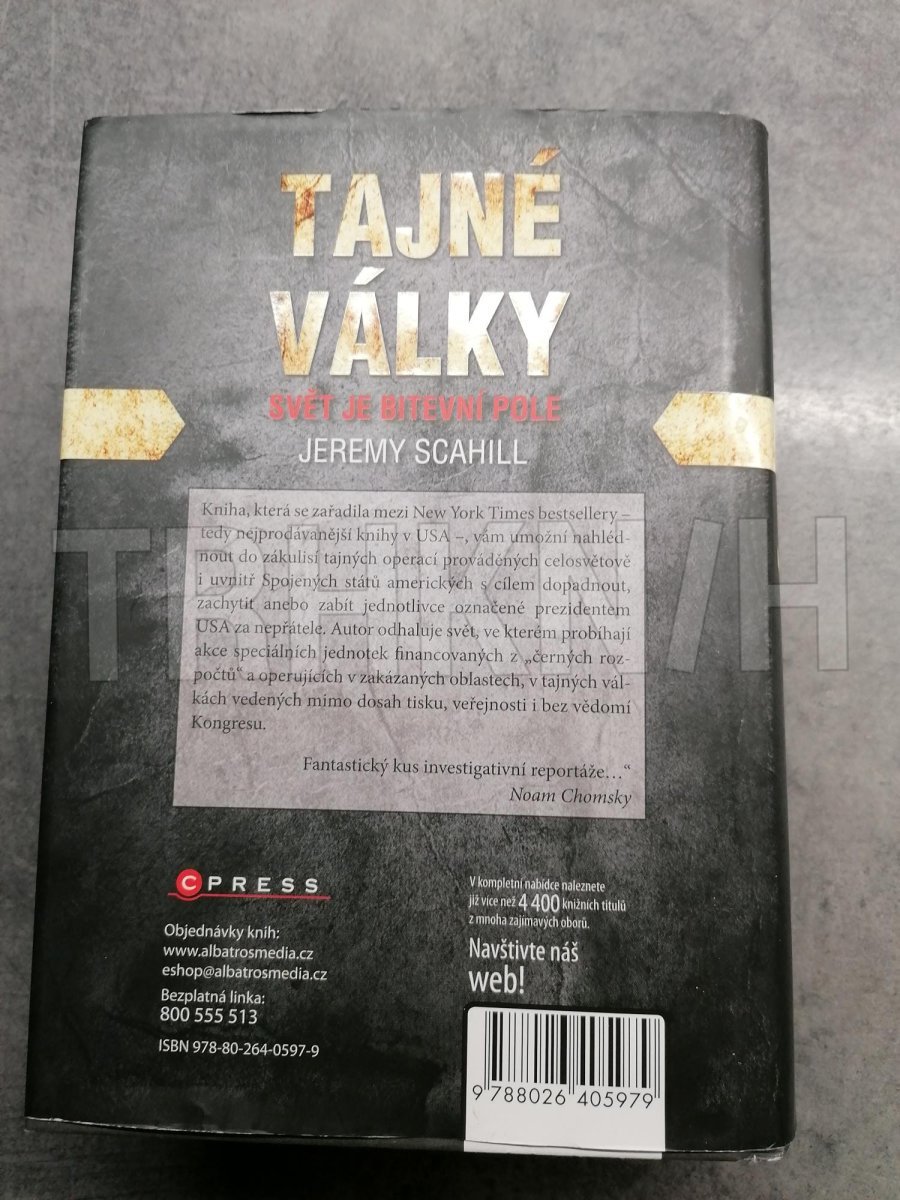 TAJNÉ
VÁLKY
SVĚT JE BITEVNÍ POLE
JEREMY SCAHILL
Kniha, která se zařadila mezi New York Times bestsellery –
tedy nejprodávanější knihy v USA –, vám umožní nahléd-
nout do zákulisí tajných operací prováděných celosvětově
i uvnitř Spojených států amerických s cílem dopadnout,
zachytit anebo zabít jednotlivce označené prezidentem
USA za nepřátele. Autor odhaluje svět, ve kterém probíhají
akce speciálních jednotek financovaných z „černých roz-
počtů“ a operujících v zakázaných oblastech, v tajných vál-
kách vedených mimo dosah tisku, veřejnosti i bez vědomí
Kongresu.
Fantastický kus investigativní reportáže…“
Noam Chomsky
TRHKNIH
CPRESS
Objednávky knih:
www.albatrosmedia.cz
eshop@albatrosmedia.cz
Bezplatná linka:
800 555 513
ISBN 978-80-264-0597-9
V kompletní nabídce naleznete
již více než 4 400 knižních titulů
z mnoha zajímavých oborů.
Navštivte náš
web!
9 788026 405979